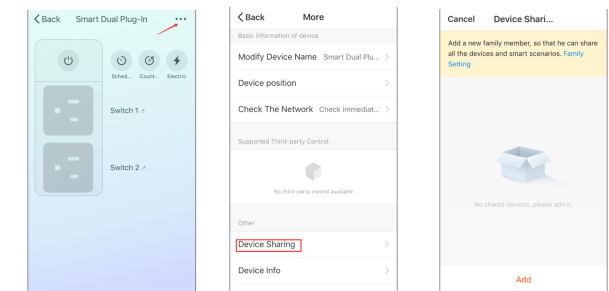 Back Smart Dual Plug-In •••
Sched... Count... Electric
Switch 1
Switch 2
Back More
Basic information of device
Modify Device Name Smart Dual Plu...
Device position
Check The Network Check immediat...
Supported Third-party Control
No third-party control available
Other
Device Sharing
Device Info
Cancel Device Shari...
Add a new family member, so that he can share
all the devices and smart scenarios. Family
Setting
No shared devices, please add it.
Add